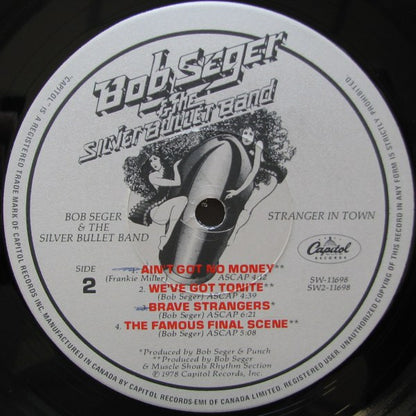 Bob Seger
& the
Silver Bullet Band
BOB SEGER
& THE
SILVER BULLET BAND
STRANGER IN TOWN
Capitol
RECORDS
SIDE
2
SW-11698
SW2-11698
1. AIN'T GOT NO MONEY**
(Frankie Miller) ASCAP 4:12
2. WE'VE GOT TONITE**
(Bob Seger) ASCAP 4:39
3. BRAVE STRANGERS*
(Bob Seger) ASCAP 6:21
4. THE FAMOUS FINAL SCENE**
(Bob Seger) ASCAP 5:08
*Produced by Bob Seger & Punch
**Produced by Bob Seger
& Muscle Shoals Rhythm Section
℗ 1978 Capitol Records, Inc.
"CAPITOL" IS A REGISTERED TRADE MARK OF CAPITOL RECORDS INC. MANUFACTURED IN CANADA BY CAPITOL RECORDS-EMI OF CANADA LIMITED. REGISTERED USER. UNAUTHORIZED COPYING OF THIS RECORD IN ANY FORM IS STRICTLY PROHIBITED